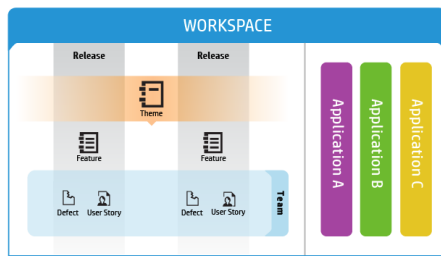 WORKSPACE
Release
Release
Theme
Feature
Feature
Defect
User Story
Defect
User Story
Team
Application A
Application B
Application C